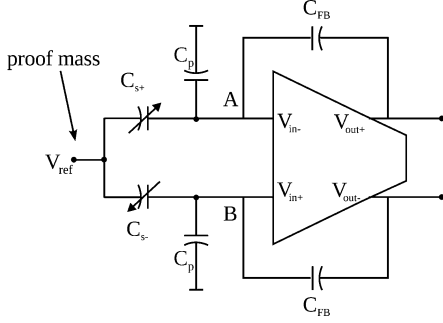 C_FB
proof mass
C_p
C_s+
A
V_in-
V_out+
V_ref
V_in+
V_out-
B
C_s-
C_p
C_FB